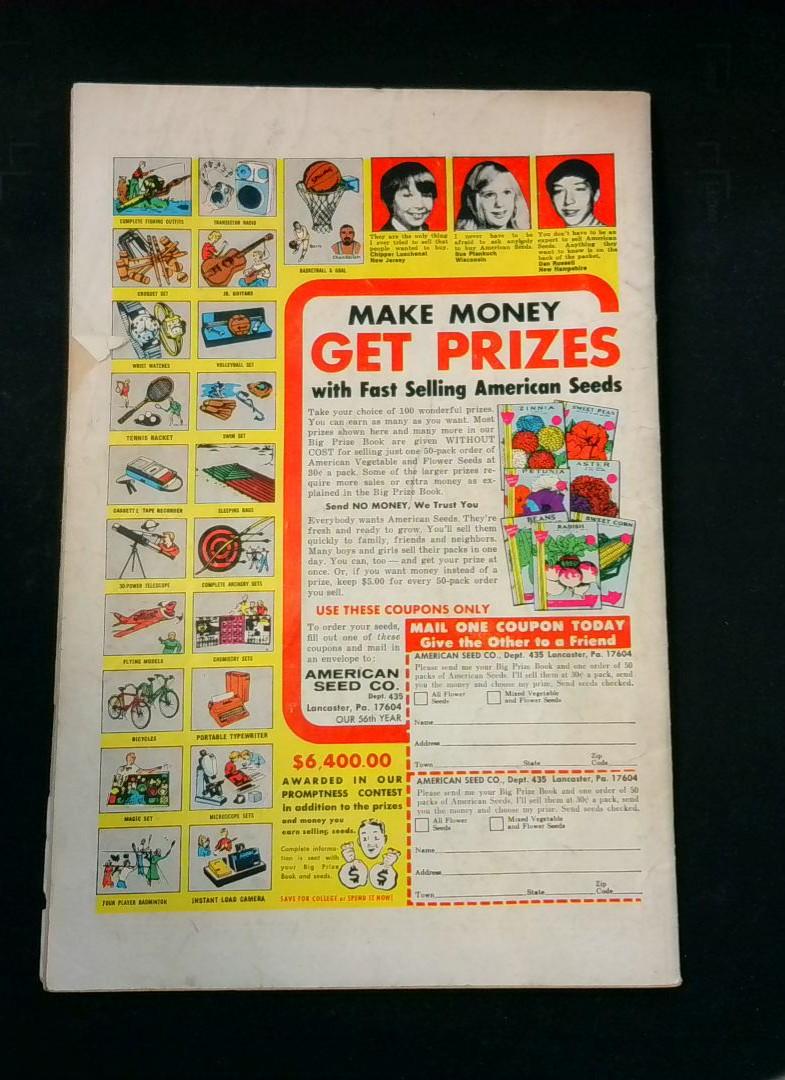 COMPLETE FISHING OUTFITS
TRANSISTOR RADIO
CROQUET SET
JR. GUITARS
WRIST WATCHES
VOLLEYBALL SET
TENNIS RACKET
SWIM SET
CASSETTE TAPE RECORDER
SLEEPING BAGS
30-POWER TELESCOPE
COMPLETE ARCHERY SETS
FLYING MODELS
CHEMISTRY SETS
BICYCLES
PORTABLE TYPEWRITER
MAGIC SET
MICROSCOPE SETS
FOUR PLAYER BADMINTON
INSTANT LOAD CAMERA
SPALDING
Chamberlain
BASKETBALL & GOAL
They are the only thing
I ever tried to sell that
people wanted to buy.
Chipper Luschenat
New Jersey
I never have to be
afraid to ask anybody
to buy American Seeds.
Sue Plankuch
Wisconsin
You don't have to be an
expert to sell American
Seeds. Anything they
want to know is on the
back of the packet.
Dan Russell
New Hampshire
MAKE MONEY
GET PRIZES
with Fast Selling American Seeds
Take your choice of 100 wonderful prizes.
You can earn as many as you want. Most
prizes shown here and many more in our
Big Prize Book are given WITHOUT
COST for selling just one 50-pack order of
American Vegetable and Flower Seeds at
30¢ a pack. Some of the larger prizes re-
quire more sales or extra money as ex-
plained in the Big Prize Book.
Send NO MONEY, We Trust You
Everybody wants American Seeds. They're
fresh and ready to grow. You'll sell them
quickly to family, friends and neighbors.
Many boys and girls sell their packs in one
day. You can, too — and get your prize at
once. Or, if you want money instead of a
prize, keep $5.00 for every 50-pack order
you sell.
ZINNIA
SWEET PEAS
PETUNIA
ASTER
BEANS
RADISH
SWEET CORN
USE THESE COUPONS ONLY
To order your seeds,
fill out one of these
coupons and mail in
an envelope to:
AMERICAN
SEED CO.
Dept. 435
Lancaster, Pa. 17604
OUR 56th YEAR
MAIL ONE COUPON TODAY
Give the Other to a Friend
AMERICAN SEED CO., Dept. 435 Lancaster, Pa. 17604
Please send me your Big Prize Book and one order of 50
packs of American Seeds. I'll sell them at 30¢ a pack, send
you the money and choose my prize. Send seeds checked.
All Flower
Seeds
Mixed Vegetable
and Flower Seeds
Name
Address
Town State Zip Code
AMERICAN SEED CO., Dept. 435 Lancaster, Pa. 17604
Please send me your Big Prize Book and one order of 50
packs of American Seeds. I'll sell them at 30¢ a pack, send
you the money and choose my prize. Send seeds checked.
All Flower
Seeds
Mixed Vegetable
and Flower Seeds
Name
Address
Town State Zip Code
$6,400.00
AWARDED IN OUR
PROMPTNESS CONTEST
in addition to the prizes
and money you
earn selling seeds.
Complete informa-
tion is sent with
your Big Prize
Book and seeds.
$ $
SAVE FOR COLLEGE or SPEND IT NOW!